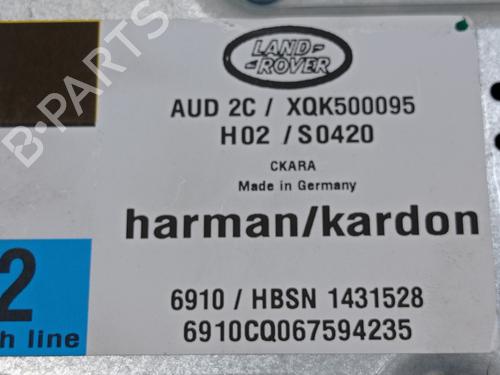 LAND-
-ROVER
AUD 2C / XQK500095
H02 / S0420
CKARA
Made in Germany
harman/kardon
2
h line
6910 / HBSN 1431528
6910CQ067594235
B-PARTS